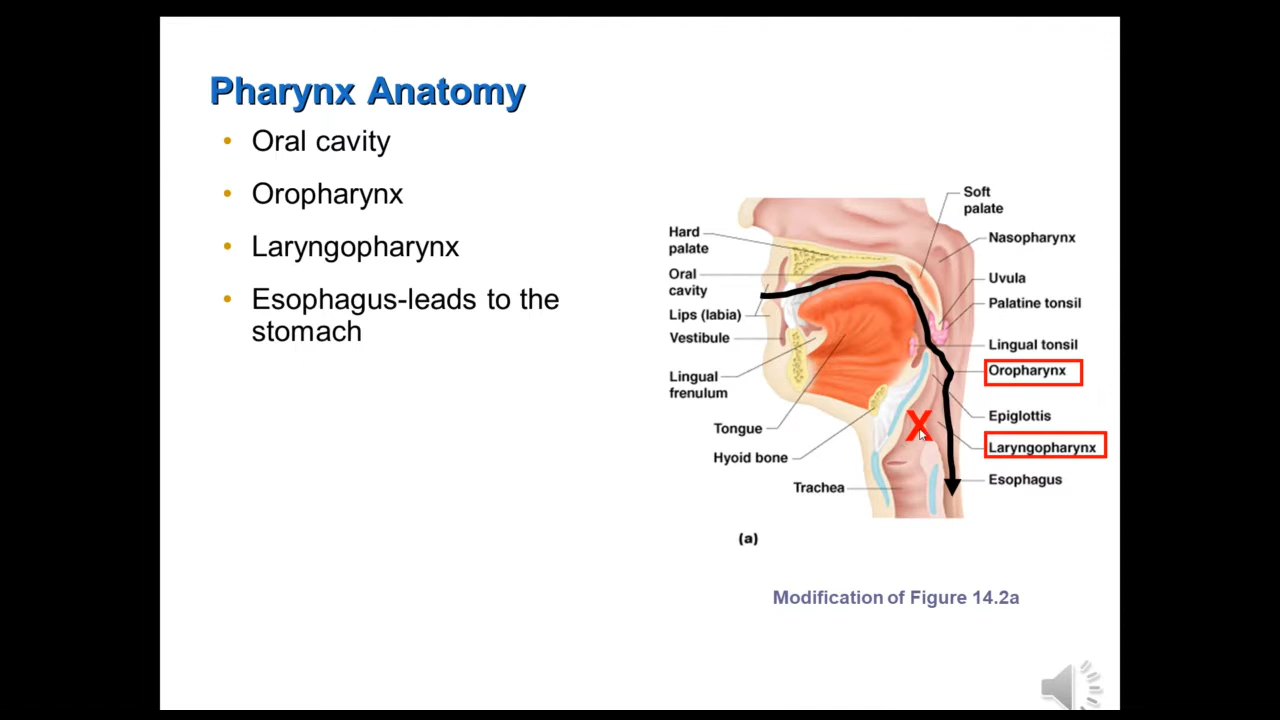 Pharynx Anatomy
• Oral cavity
• Oropharynx
• Laryngopharynx
• Esophagus-leads to the
stomach
Soft
palate
Hard
palate
Nasopharynx
Oral
cavity
Uvula
Palatine tonsil
Lips (labia)
Vestibule
Lingual tonsil
Oropharynx
Lingual
frenulum
Epiglottis
Tongue
Laryngopharynx
Hyoid bone
Esophagus
Trachea
X
(a)
Modification of Figure 14.2a